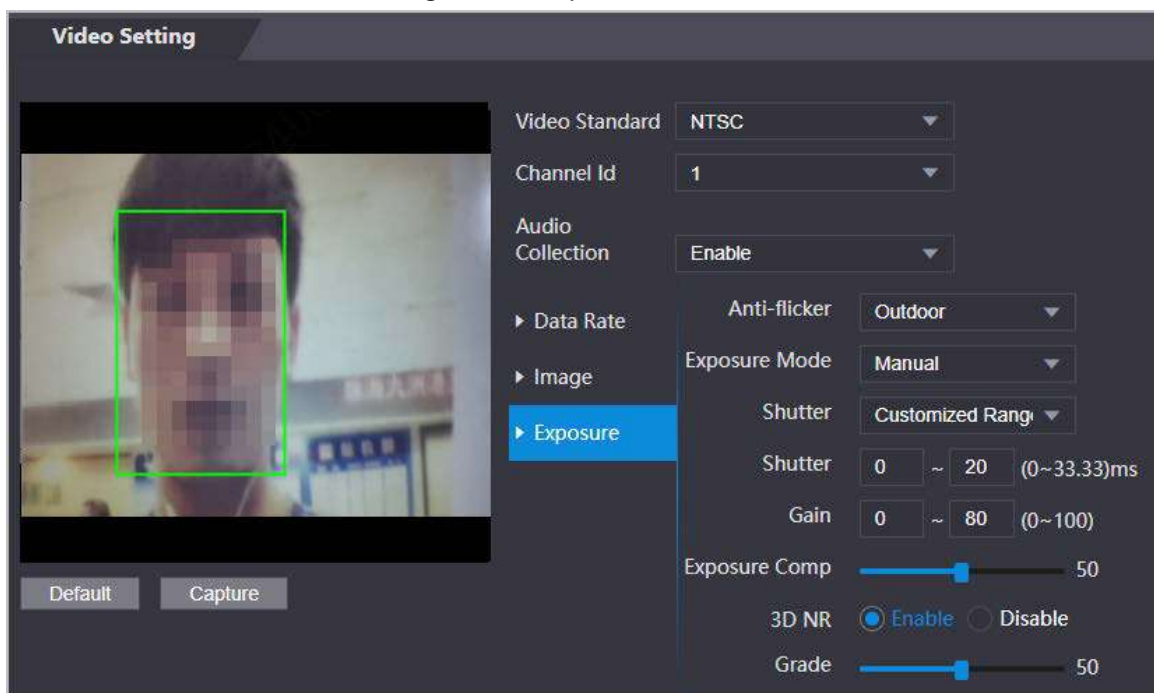 Video Setting
Video Standard NTSC
Channel Id 1
Audio
Collection Enable
Data Rate
Image
Exposure
Anti-flicker Outdoor
Exposure Mode Manual
Shutter Customized Rang
Shutter 0 ~ 20 (0~33.33)ms
Gain 0 ~ 80 (0~100)
Exposure Comp 50
3D NR Enable Disable
Grade 50
Default Capture